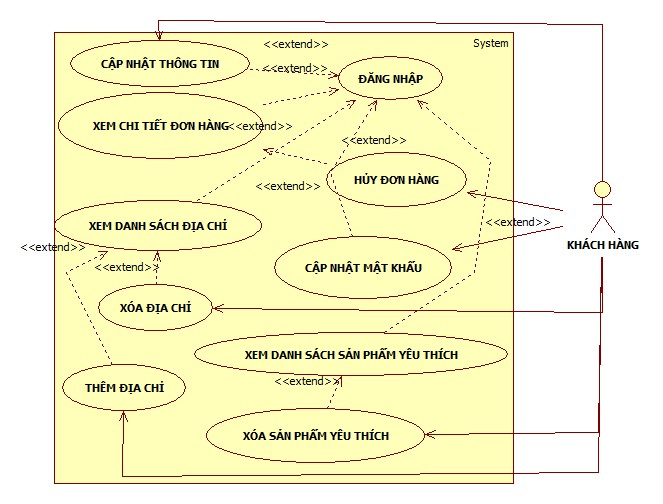 <<extend>>
System
CẬP NHẬT THÔNG TIN
<<extend>>
ĐĂNG NHẬP
XEM CHI TIẾT ĐƠN HÀNG
<<extend>>
<<extend>>
HỦY ĐƠN HÀNG
<<extend>>
XEM DANH SÁCH ĐỊA CHỈ
<<extend>>
<<extend>>
KHÁCH HÀNG
<<extend>>
CẬP NHẬT MẬT KHẨU
XÓA ĐỊA CHỈ
XEM DANH SÁCH SẢN PHẨM YÊU THÍCH
<<extend>>
THÊM ĐỊA CHỈ
XÓA SẢN PHẨM YÊU THÍCH